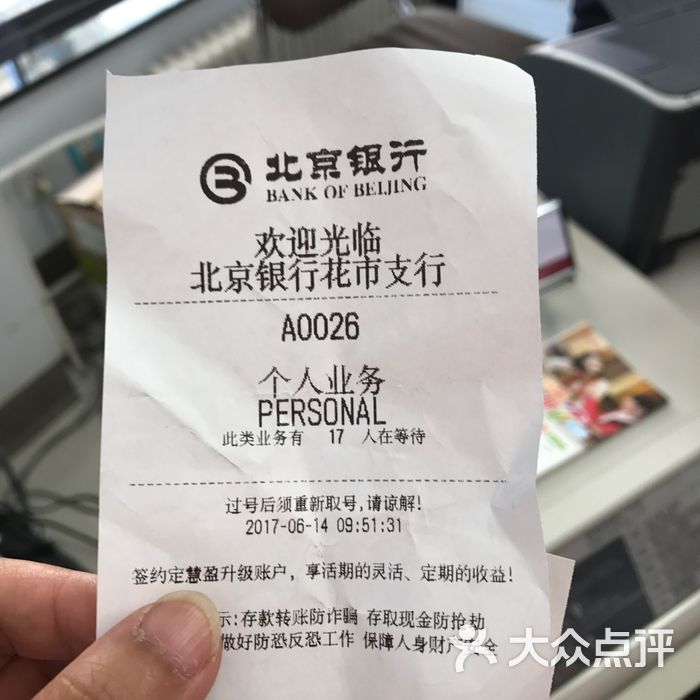 北京银行
BANK OF BEIJING
欢迎光临
北京银行花市支行
A0026
个人业务
PERSONAL
此类业务有 17 人在等待
过号后须重新取号,请谅解!
2017-06-14 09:51:31
签约定慧盈升级账户，享活期的灵活、定期的收益!
示:存款转账防诈骗 存取现金防抢劫
做好防恐反恐工作 保障人身财产安全
大众点评